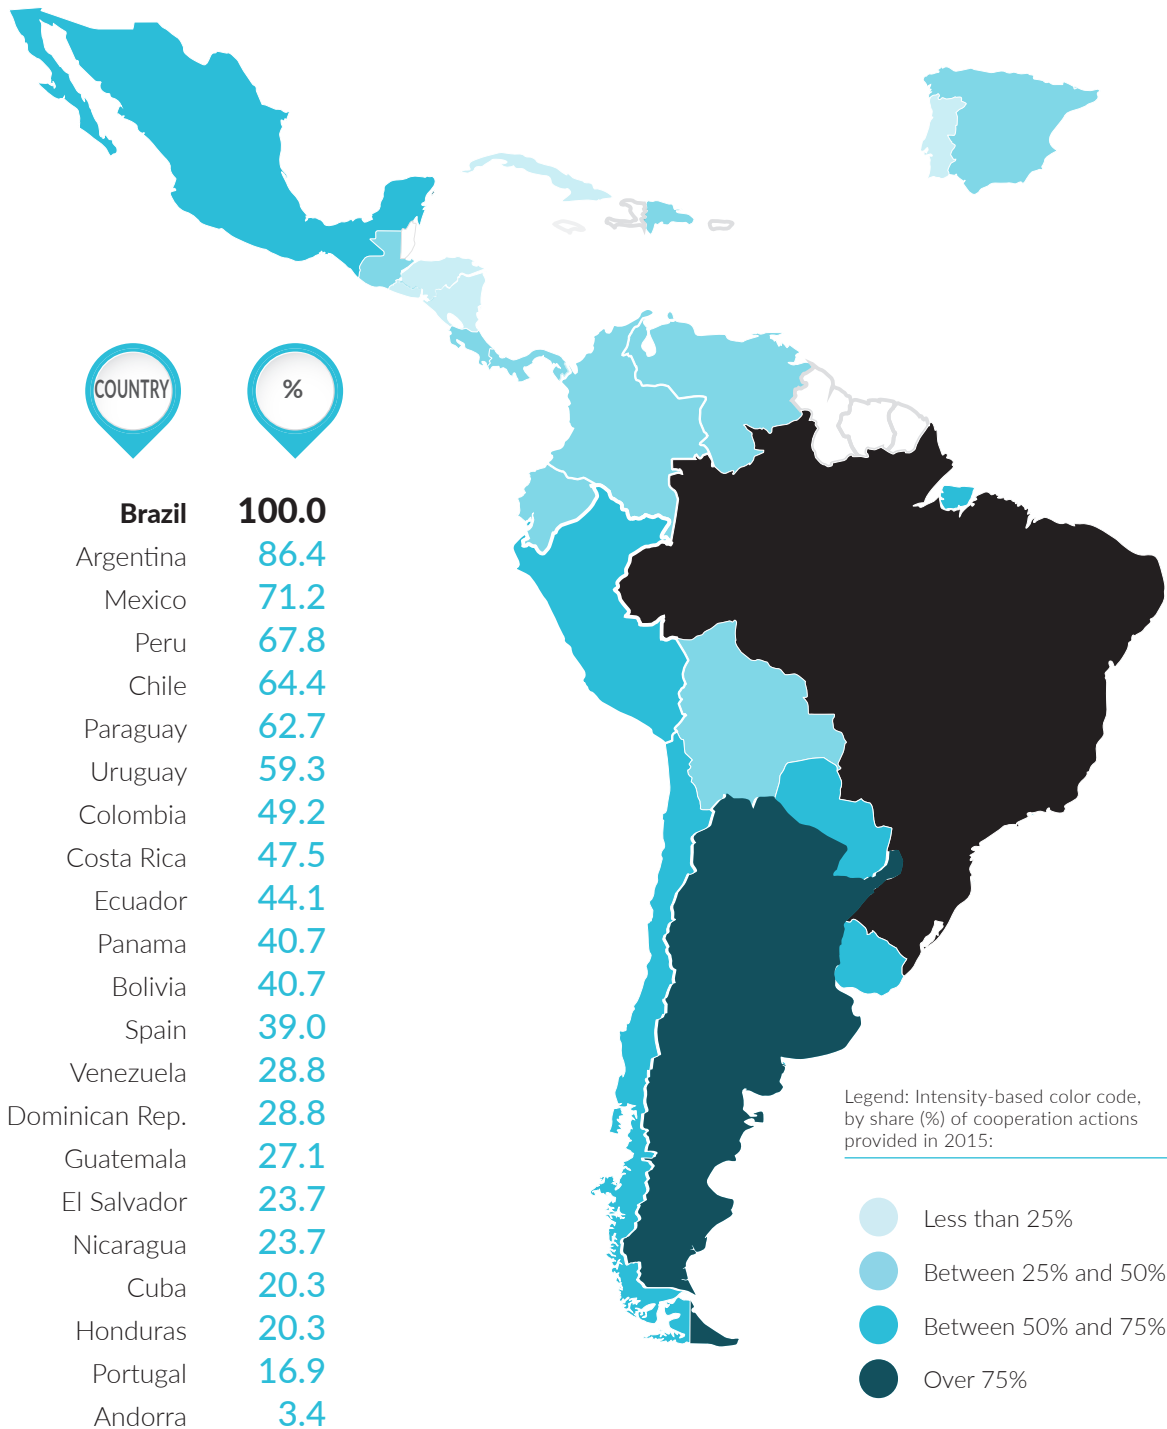 COUNTRY %
Brazil 100.0
Argentina 86.4
Mexico 71.2
Peru 67.8
Chile 64.4
Paraguay 62.7
Uruguay 59.3
Colombia 49.2
Costa Rica 47.5
Ecuador 44.1
Panama 40.7
Bolivia 40.7
Spain 39.0
Venezuela 28.8
Dominican Rep. 28.8
Guatemala 27.1
El Salvador 23.7
Nicaragua 23.7
Cuba 20.3
Honduras 20.3
Portugal 16.9
Andorra 3.4
Legend: Intensity-based color code,
by share (%) of cooperation actions
provided in 2015:
Less than 25%
Between 25% and 50%
Between 50% and 75%
Over 75%